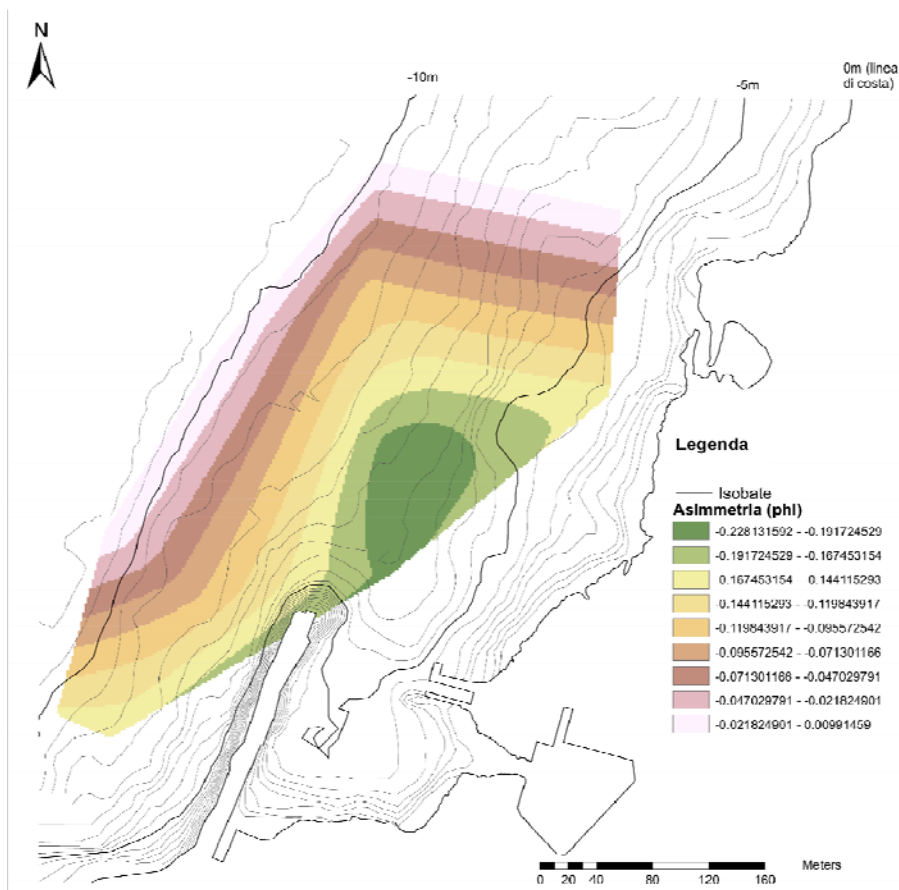 N
-10m
-5m
0m (linea
di costa)
Legenda
Isobate
Asimmetria (phi)
-0.228131592 - -0.191724529
-0.191724529 - -0.167453154
0.167453154 0.144115293
0.144115293 - -0.119843917
-0.119843917 - -0.095572542
-0.095572542 - -0.071301166
-0.071301166 - -0.047029791
-0.047029791 - -0.021824901
-0.021824901 - 0.00991459
Meters
0 20 40 80 120 160